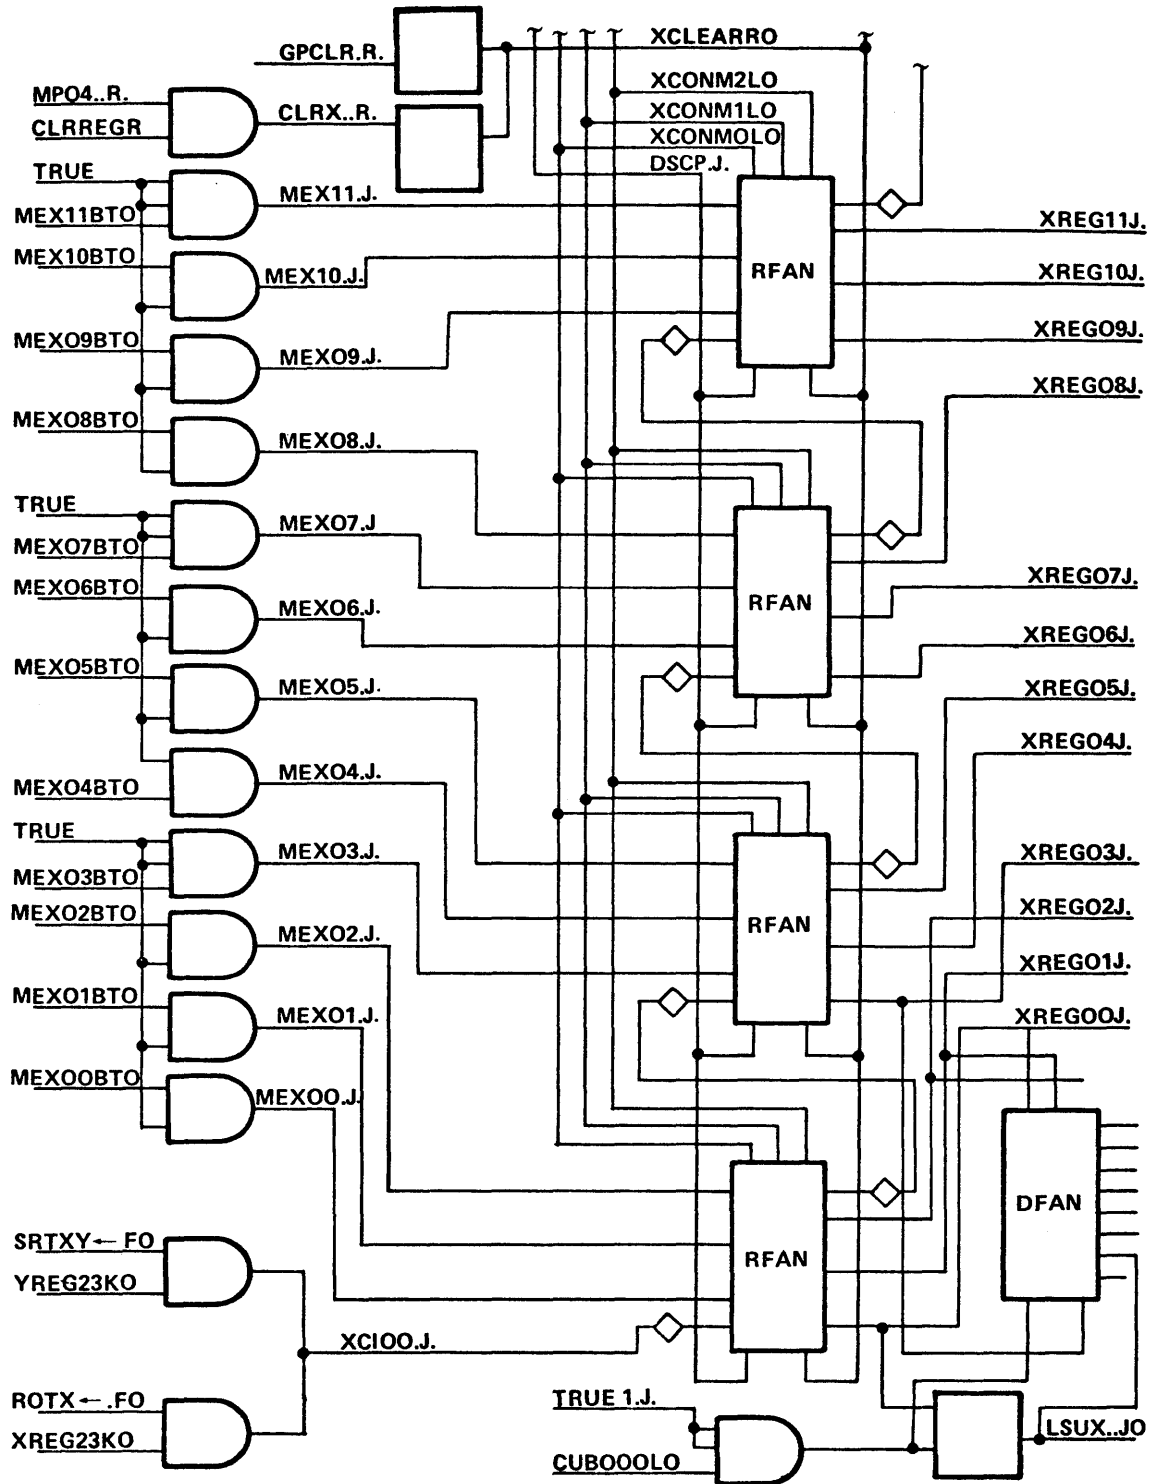 XCLEARRO
GPCLR.R.
XCONM2LO
MPO4..R.
CLRX..R.
XCONM1LO
CLRREGR
XCONMOLO
DSCP.J.
TRUE
MEX11.J.
MEX11BTO
XREG11J.
MEX10BTO
MEX10.J.
RFAN
XREG10J.
MEXO9BTO
MEXO9.J.
XREGO9J.
XREGO8J.
MEXO8BTO
MEXO8.J.
TRUE
MEXO7.J
MEXO7BTO
XREGO7J.
MEXO6BTO
MEXO6.J.
RFAN
XREGO6J.
MEXO5BTO
MEXO5.J.
XREGO5J.
XREGO4J.
MEXO4.J.
MEXO4BTO
TRUE
MEXO3.J.
XREGO3J.
MEXO3BTO
MEXO2BTO
XREGO2J.
RFAN
MEXO2.J.
XREGO1J.
MEXO1BTO
MEXO1.J.
XREGOOJ.
MEXOOBTO
MEXOO.J.
DFAN
SRTXY← FO
RFAN
YREG23KO
XCIOO.J.
ROTX← .FO
TRUE 1.J.
XREG23KO
LSUX..JO
CUBOOOLO